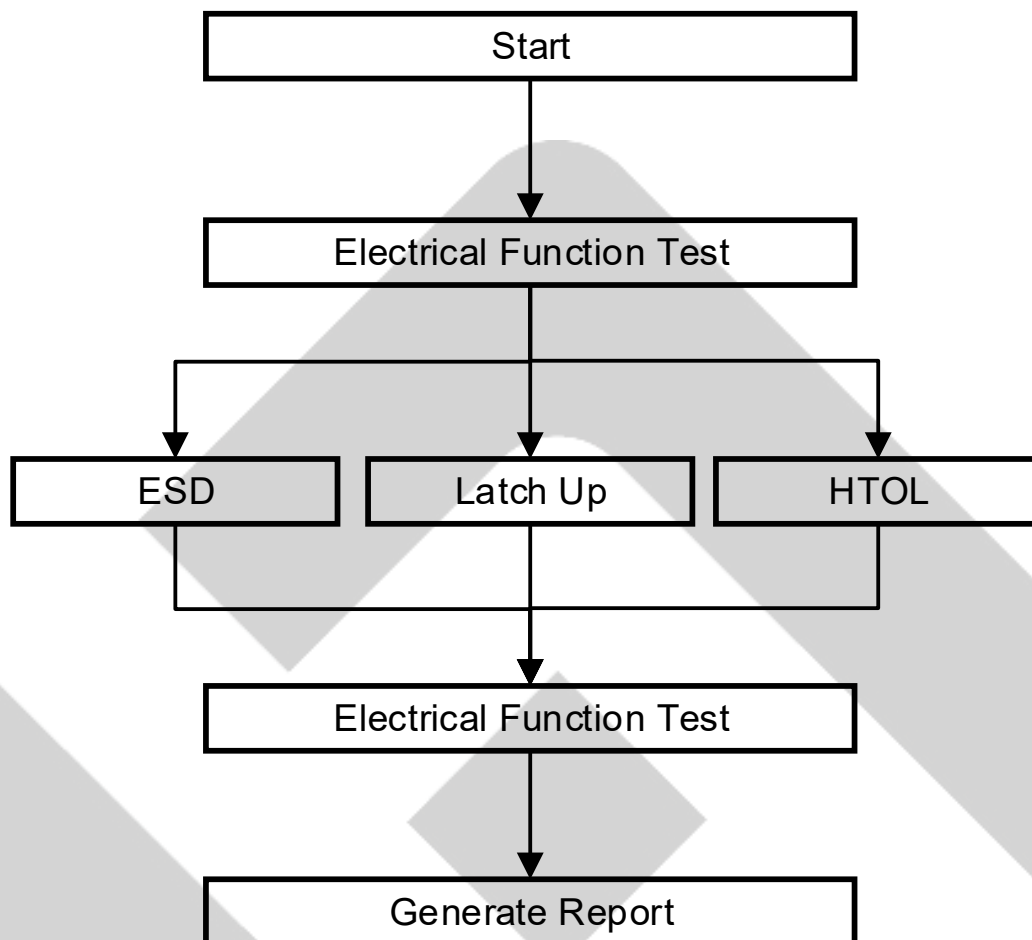 Start
Electrical Function Test
ESD
Latch Up
HTOL
Electrical Function Test
Generate Report